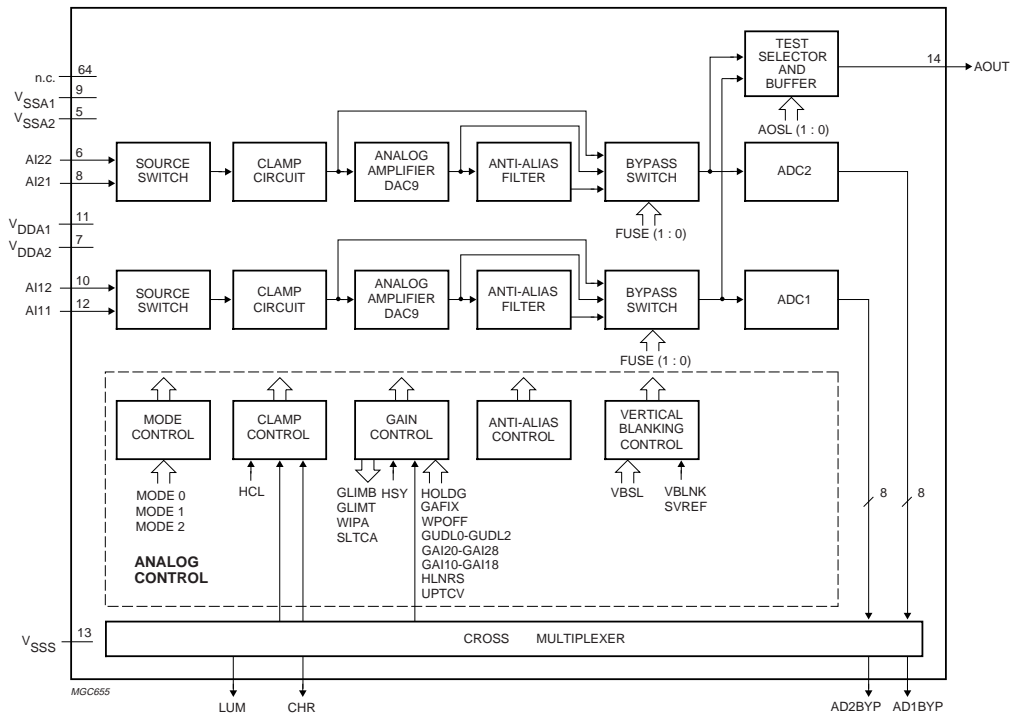 TEST
SELECTOR
AND
BUFFER
14
AOUT
AOSL (1 : 0)
n.c.
64
VSSA1
9
VSSA2
5
AI22
6
AI21
8
SOURCE
SWITCH
CLAMP
CIRCUIT
ANALOG
AMPLIFIER
DAC9
ANTI-ALIAS
FILTER
BYPASS
SWITCH
ADC2
FUSE (1 : 0)
VDDA1
11
VDDA2
7
AI12
10
AI11
12
SOURCE
SWITCH
CLAMP
CIRCUIT
ANALOG
AMPLIFIER
DAC9
ANTI-ALIAS
FILTER
BYPASS
SWITCH
ADC1
FUSE (1 : 0)
MODE
CONTROL
CLAMP
CONTROL
GAIN
CONTROL
ANTI-ALIAS
CONTROL
VERTICAL
BLANKING
CONTROL
MODE 0
MODE 1
MODE 2
HCL
GLIMB
GLIMT
WIPA
SLTCA
HSY
HOLDG
GAFIX
WPOFF
GUDL0-GUDL2
GAI20-GAI28
GAI10-GAI18
HLNRS
UPTCV
VBSL
VBLNK
SVREF
8
8
ANALOG
CONTROL
VSSS
13
CROSS MULTIPLEXER
MGC655
LUM
CHR
AD2BYP
AD1BYP